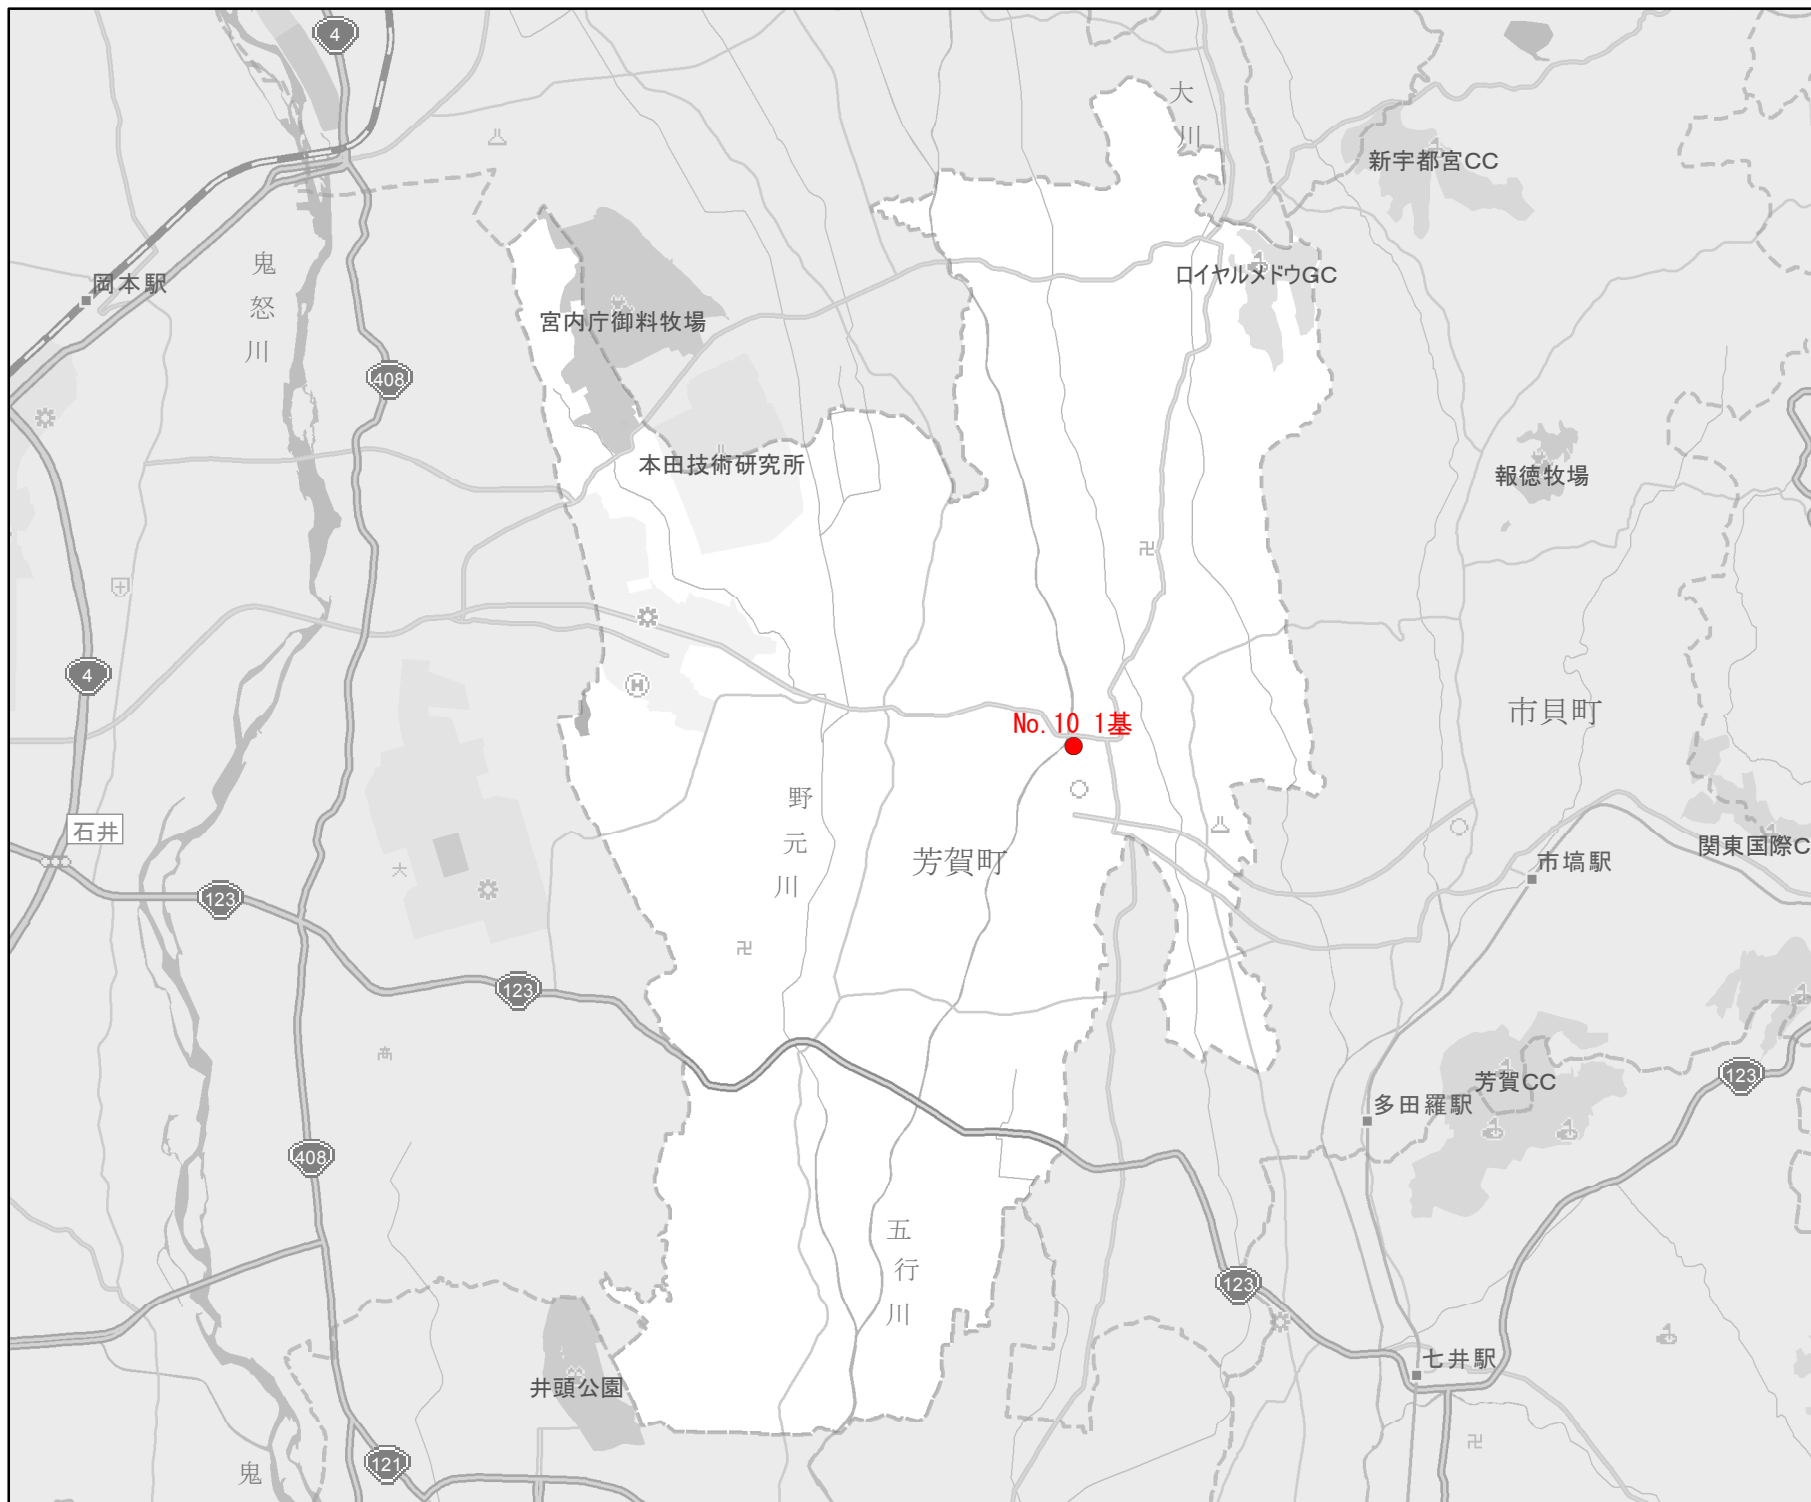 4
大川
新宇都宮CC
岡本駅
鬼怒川
ロイヤルメドウGC
宮内庁御料牧場
408
本田技術研究所
報徳牧場
4
市貝町
No.10 1基
石井
野元川
芳賀町
関東国際C
市塙駅
123
123
芳賀CC
123
多田羅駅
408
五行川
123
七井駅
井頭公園
121
鬼